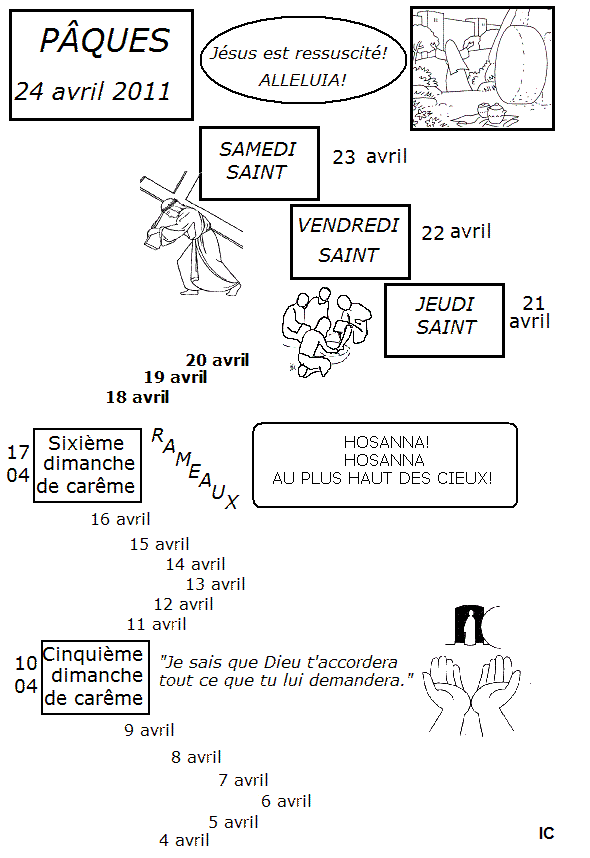 PÂQUES
24 avril 2011
Jésus est ressuscité!
ALLELUIA!
SAMEDI
SAINT
23 avril
VENDREDI
SAINT
22 avril
JEUDI
SAINT
21
avril
20 avril
19 avril
18 avril
17
04
Sixième
dimanche
de carême
RAMEAUX
HOSANNA!
HOSANNA
AU PLUS HAUT DES CIEUX!
16 avril
15 avril
14 avril
13 avril
12 avril
11 avril
10
04
Cinquième
dimanche
de carême
"Je sais que Dieu t'accordera
tout ce que tu lui demandera."
9 avril
8 avril
7 avril
6 avril
5 avril
4 avril
IC